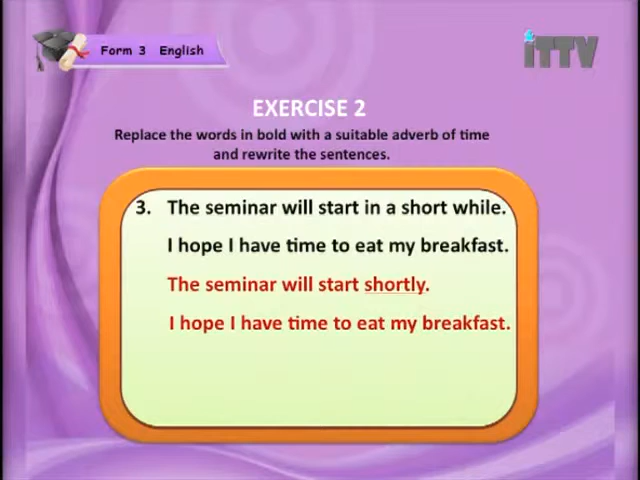 Form 3 English
iTTV
EXERCISE 2
Replace the words in bold with a suitable adverb of time
and rewrite the sentences.
3. The seminar will start in a short while.
I hope I have time to eat my breakfast.
The seminar will start shortly.
I hope I have time to eat my breakfast.